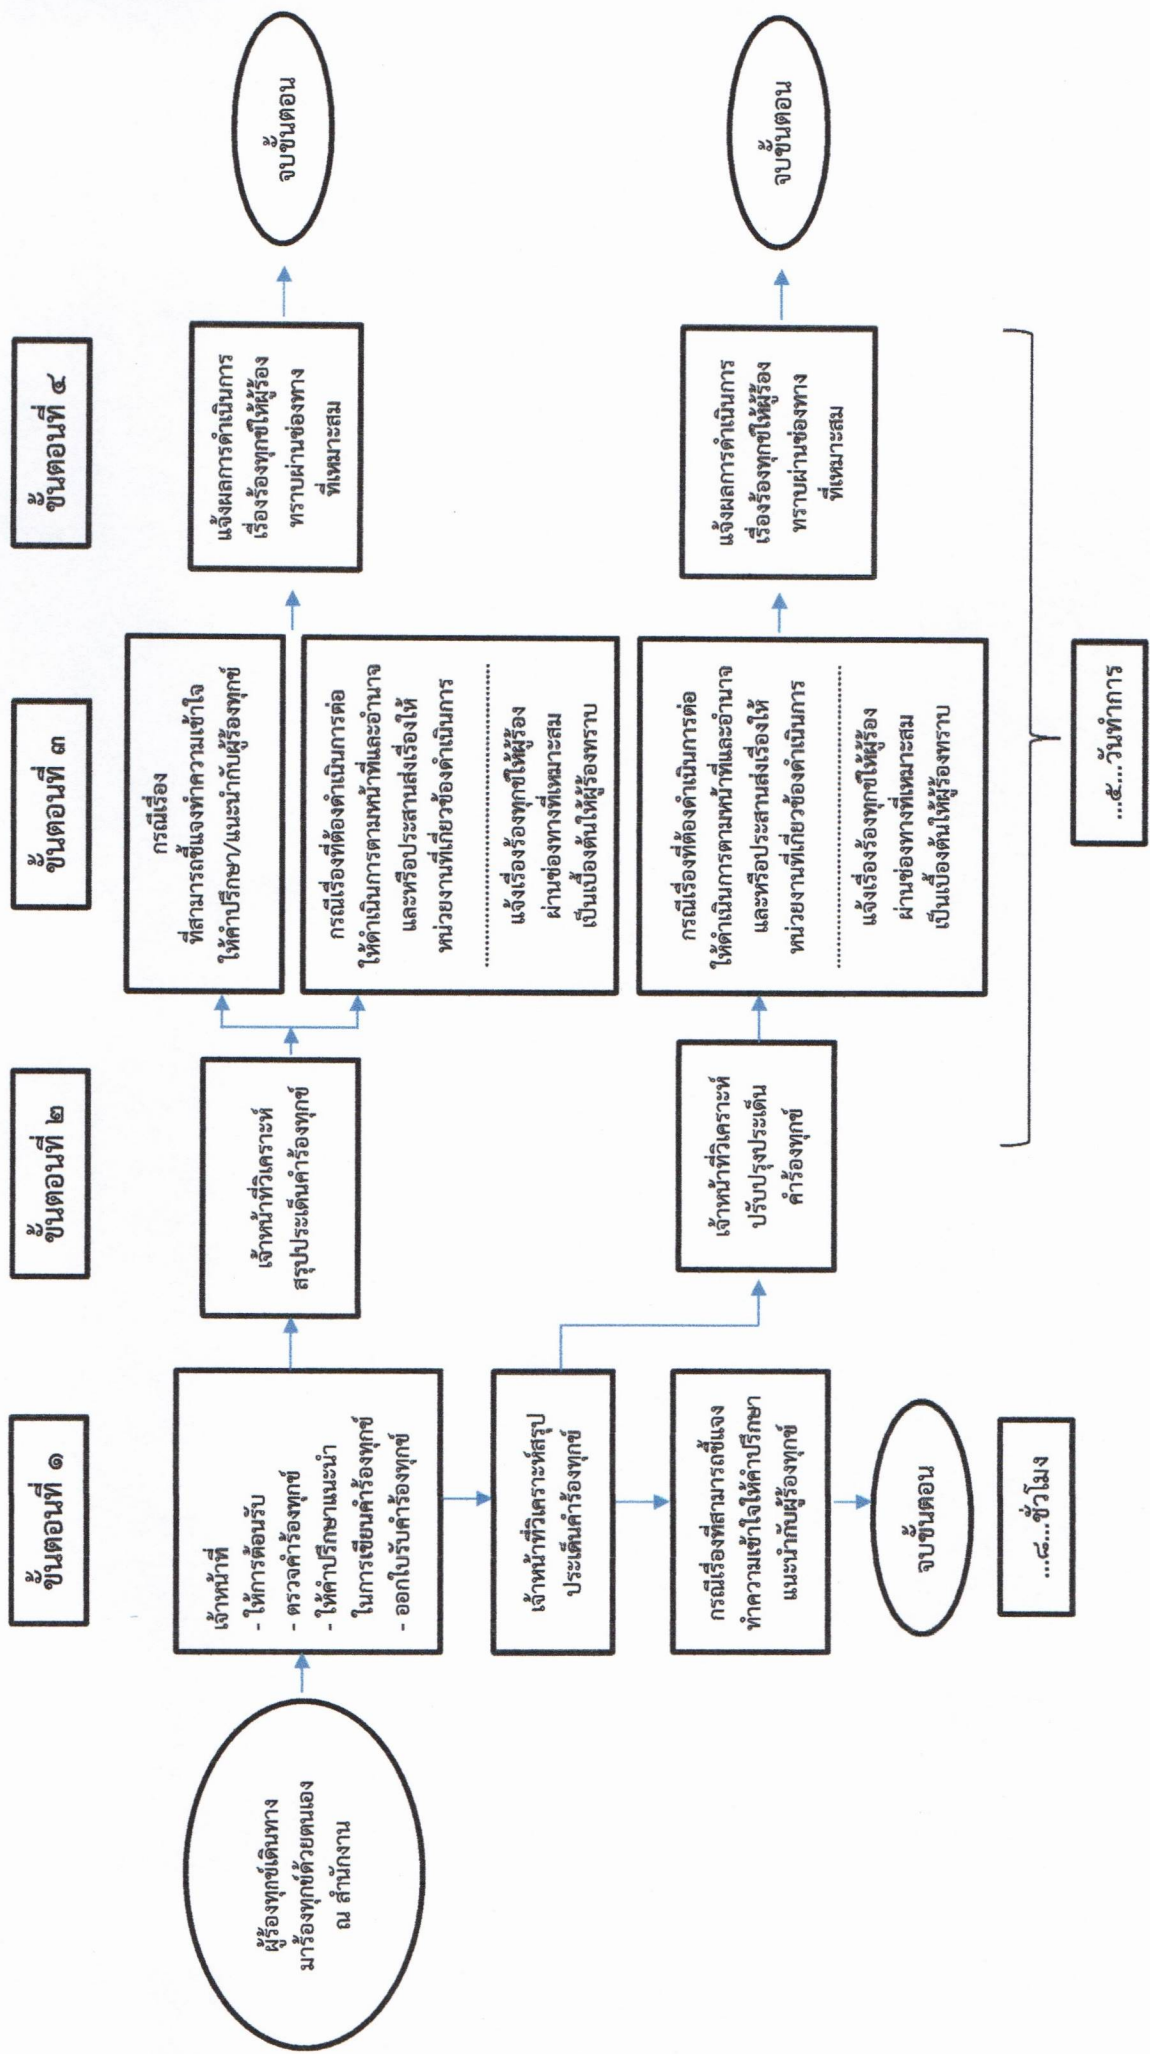 ขั้นตอนที่ ๑
ขั้นตอนที่ ๒
ขั้นตอนที่ ๓
ขั้นตอนที่ ๔
ผู้ร้องทุกข์เดินทาง
มาร้องทุกข์ด้วยตนเอง
ณ สำนักงาน
เจ้าหน้าที่
- ให้การต้อนรับ
- ตรวจคำร้องทุกข์
- ให้คำปรึกษาแนะนำ
ในการเขียนคำร้องทุกข์
- ออกใบรับคำร้องทุกข์
เจ้าหน้าที่วิเคราะห์
สรุปประเด็นคำร้องทุกข์
กรณีเรื่อง
ที่สามารถชี้แจงทำความเข้าใจ
ให้คำปรึกษา/แนะนำกับผู้ร้องทุกข์
กรณีเรื่องที่ต้องดำเนินการต่อ
ให้ดำเนินการตามหน้าที่และอำนาจ
และหรือประสานส่งเรื่องให้
หน่วยงานที่เกี่ยวข้องดำเนินการ
แจ้งเรื่องร้องทุกข์ให้ผู้ร้อง
ผ่านช่องทางที่เหมาะสม
เป็นเบื้องต้นให้ผู้ร้องทราบ
แจ้งผลการดำเนินการ
เรื่องร้องทุกข์ให้ผู้ร้อง
ทราบผ่านช่องทาง
ที่เหมาะสม
จบขั้นตอน
เจ้าหน้าที่วิเคราะห์สรุป
ประเด็นคำร้องทุกข์
กรณีเรื่องที่สามารถชี้แจง
ทำความเข้าใจให้คำปรึกษา
แนะนำกับผู้ร้องทุกข์
จบขั้นตอน
เจ้าหน้าที่วิเคราะห์
ปรับปรุงประเด็น
คำร้องทุกข์
กรณีเรื่องที่ต้องดำเนินการต่อ
ให้ดำเนินการตามหน้าที่และอำนาจ
และหรือประสานส่งเรื่องให้
หน่วยงานที่เกี่ยวข้องดำเนินการ
แจ้งเรื่องร้องทุกข์ให้ผู้ร้อง
ผ่านช่องทางที่เหมาะสม
เป็นเบื้องต้นให้ผู้ร้องทราบ
แจ้งผลการดำเนินการ
เรื่องร้องทุกข์ให้ผู้ร้อง
ทราบผ่านช่องทาง
ที่เหมาะสม
จบขั้นตอน
...๘...ชั่วโมง
...๕...วันทำการ